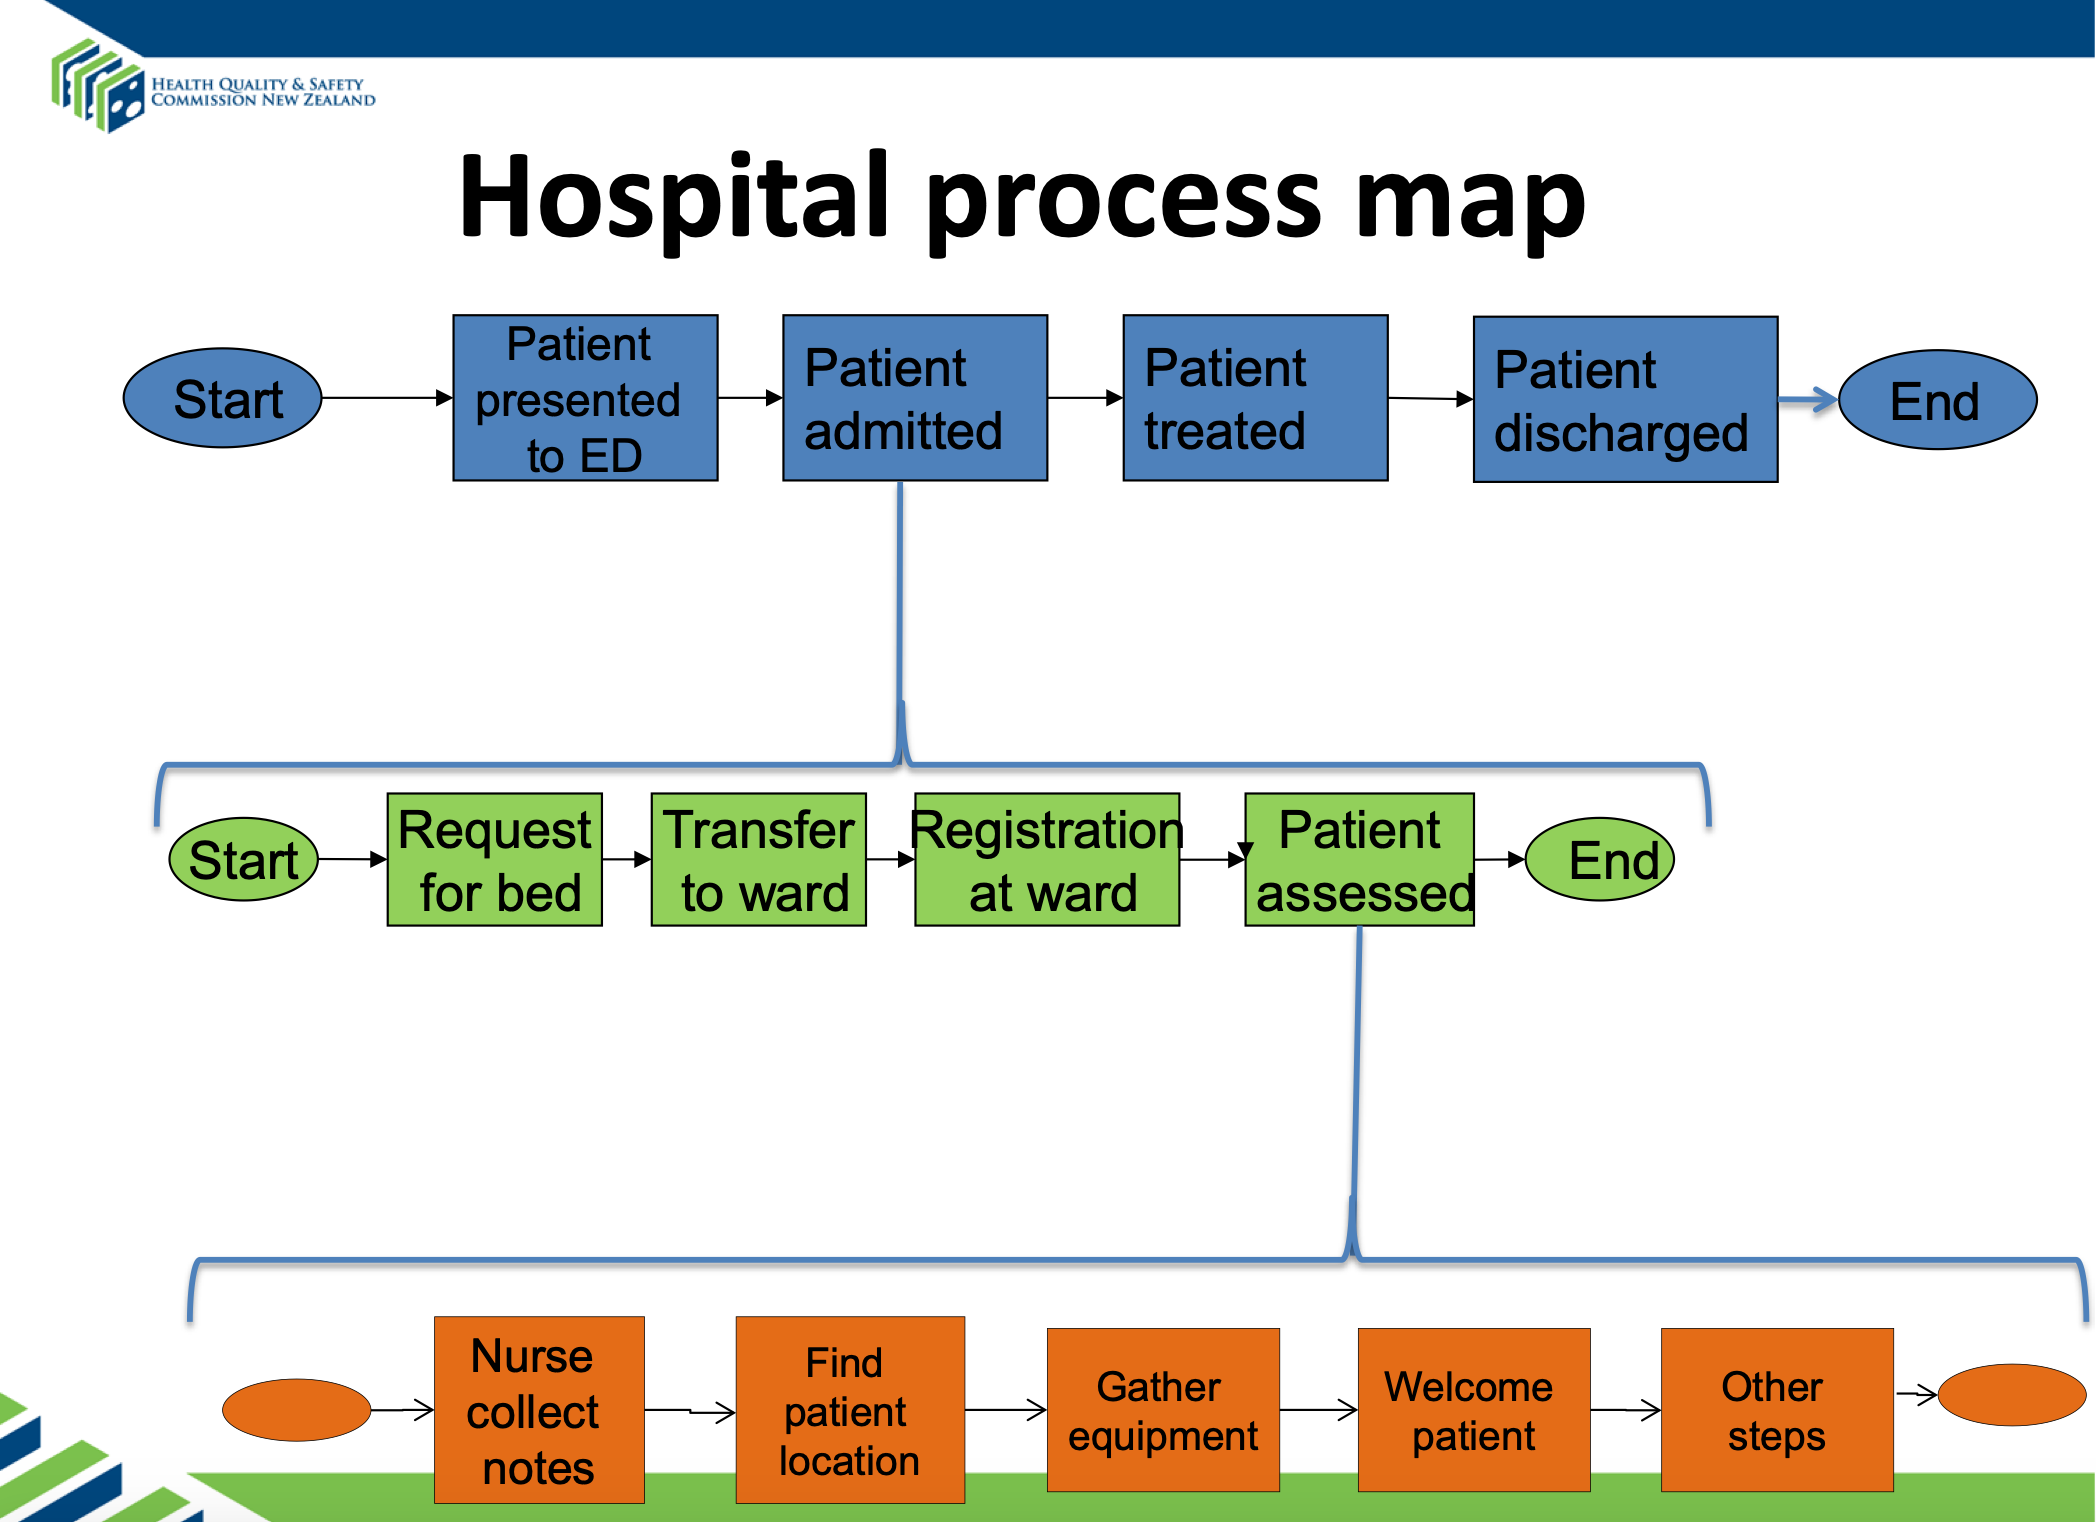 HEALTH QUALITY & SAFETY
COMMISSION NEW ZEALAND
Hospital process map
Start
Patient
presented
to ED
Patient
admitted
Patient
treated
Patient
discharged
End
Start
Request
for bed
Transfer
to ward
Registration
at ward
Patient
assessed
End
Nurse
collect
notes
Find
patient
location
Gather
equipment
Welcome
patient
Other
steps